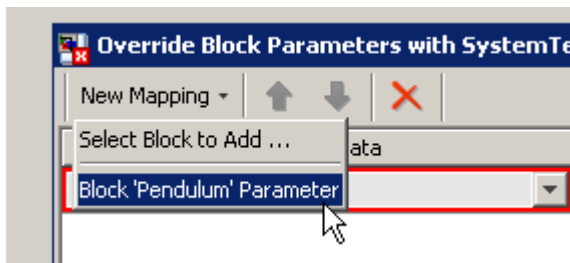 Override Block Parameters with SystemTe
New Mapping
Select Block to Add ...
ata
Block 'Pendulum' Parameter